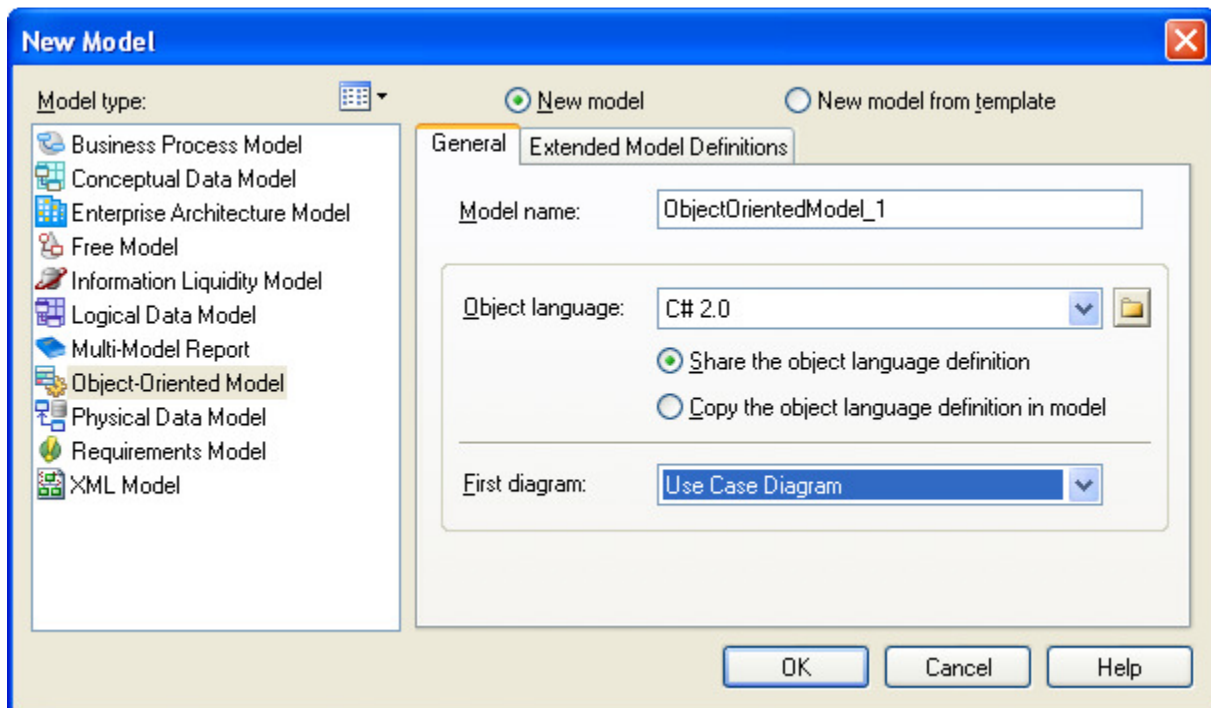 New Model
Model type:
New model
New model from template
Business Process Model
Conceptual Data Model
Enterprise Architecture Model
Free Model
Information Liquidity Model
Logical Data Model
Multi-Model Report
Object-Oriented Model
Physical Data Model
Requirements Model
XML Model
General
Extended Model Definitions
Model name:
ObjectOrientedModel_1
Object language:
C# 2.0
Share the object language definition
Copy the object language definition in model
First diagram:
Use Case Diagram
OK
Cancel
Help